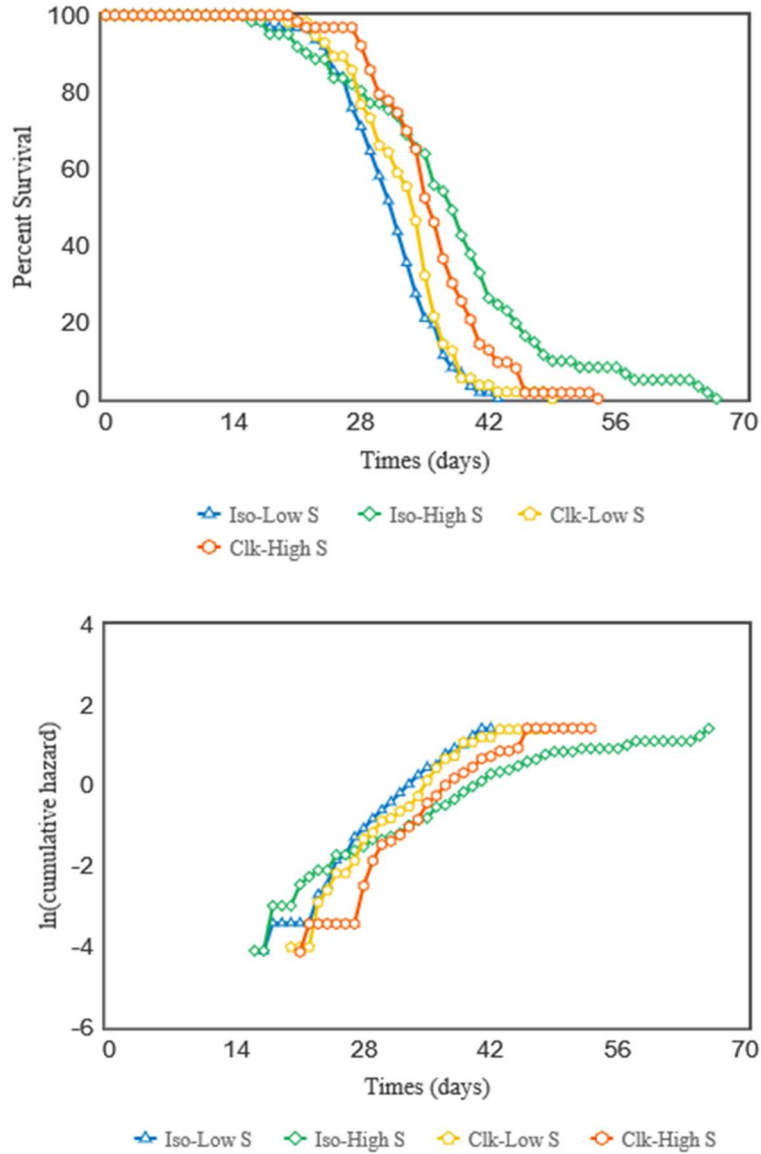 100
80
60
40
20
0
Percent Survival
0 14 28 42 56 70
Times (days)
Iso-Low S Iso-High S Clk-Low S
Clk-High S
4
2
0
-2
-4
-6
ln(cumulative hazard)
0 14 28 42 56 70
Times (days)
Iso-Low S Iso-High S Clk-Low S Clk-High S